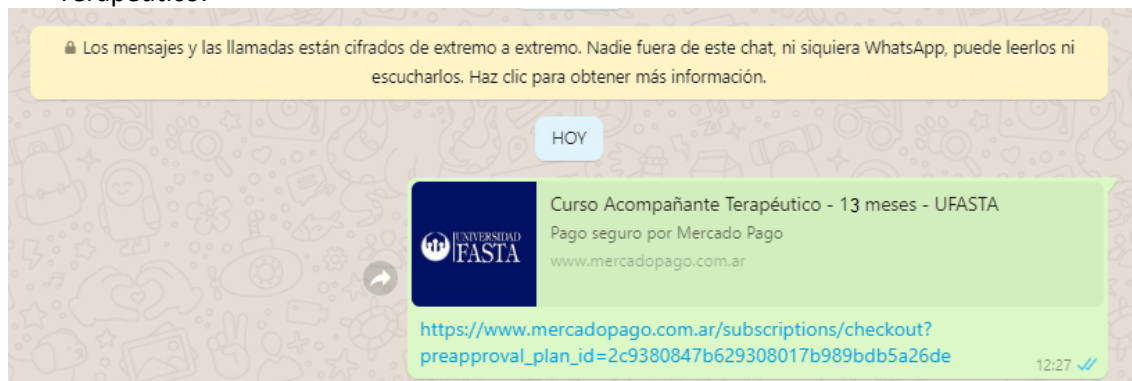 Terapéutico.
Los mensajes y las llamadas están cifrados de extremo a extremo. Nadie fuera de este chat, ni siquiera WhatsApp, puede leerlos ni
escucharlos. Haz clic para obtener más información.
HOY
Curso Acompañante Terapéutico - 13 meses - UFASTA
Pago seguro por Mercado Pago
www.mercadopago.com.ar
UNIVERSIDAD
FASTA
https://www.mercadopago.com.ar/subscriptions/checkout?
preapproval_plan_id=2c9380847b629308017b989bdb5a26de
12:27